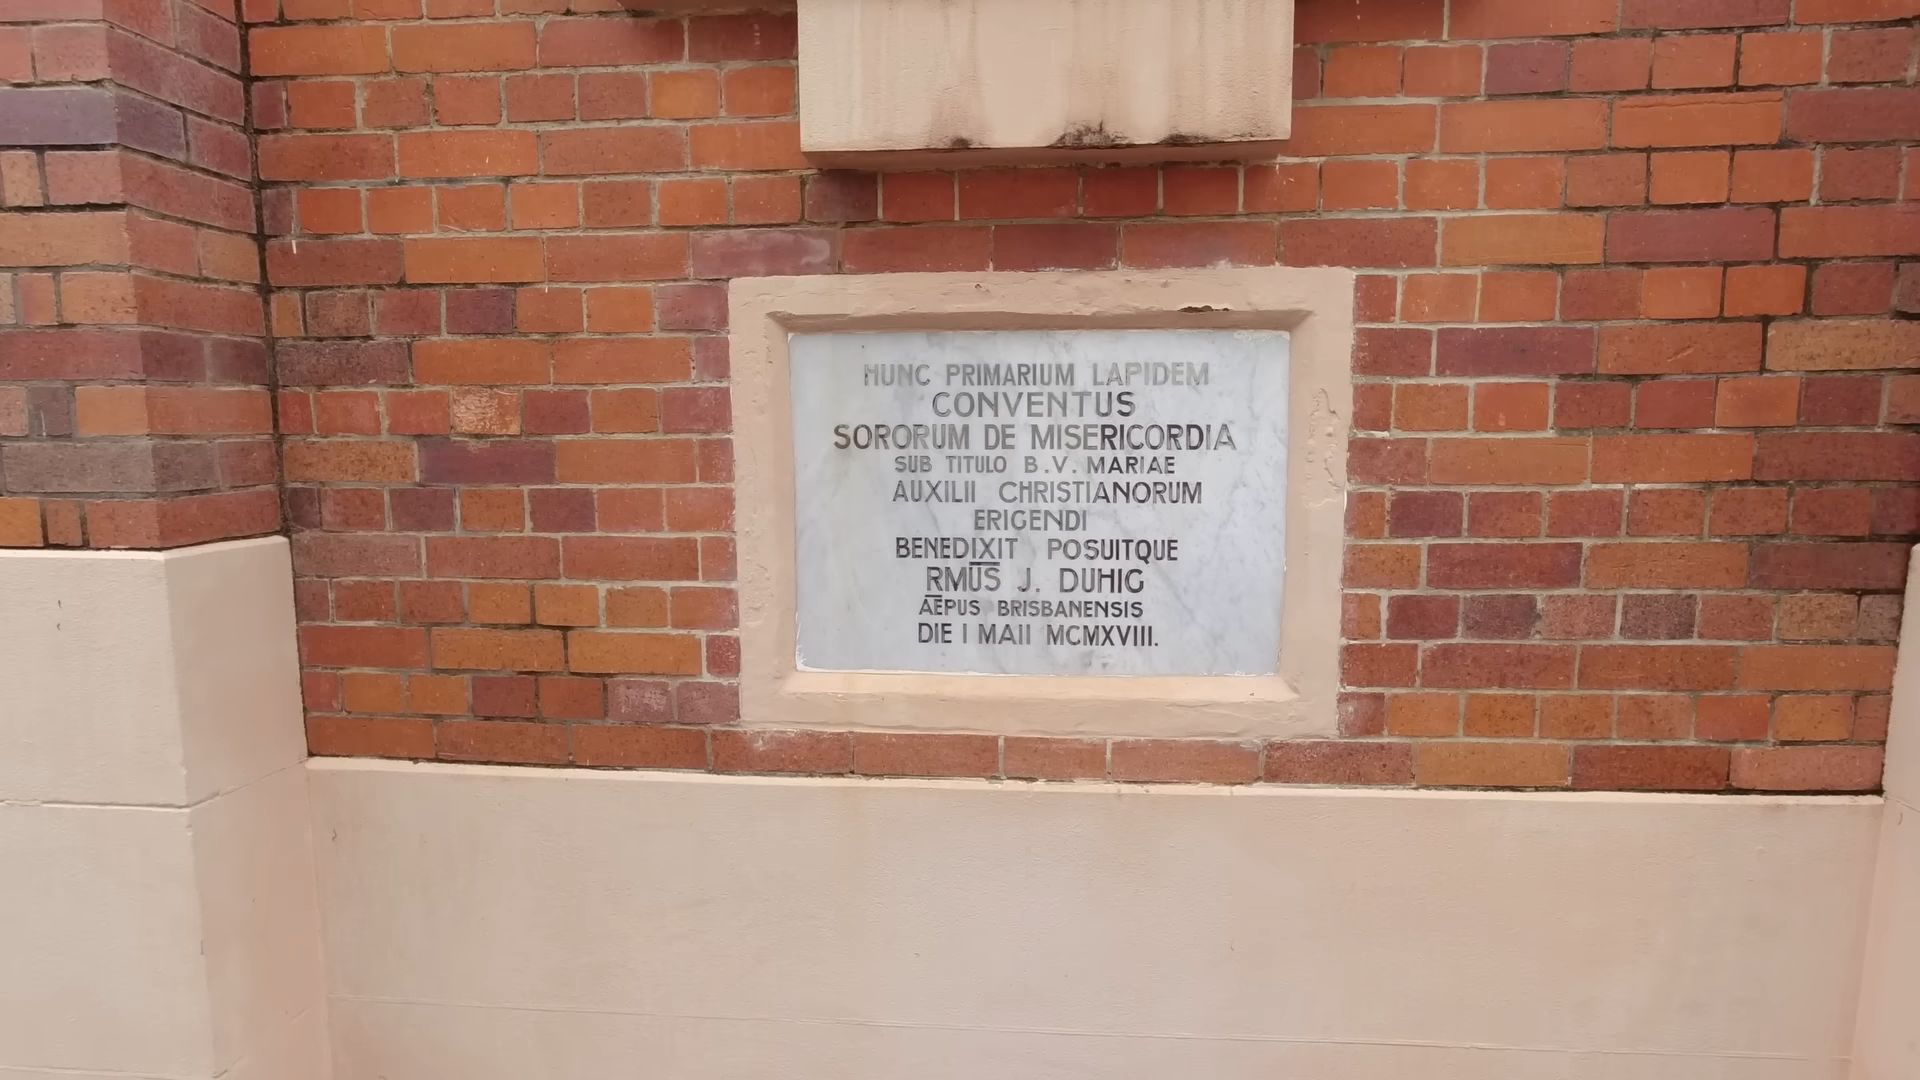 HUNC PRIMARIUM LAPIDEM
CONVENTUS
SORORUM DE MISERICORDIA
SUB TITULO B.V. MARIAE
AUXILII CHRISTIANORUM
ERIGENDI
BENEDIXIT POSUITQUE
RMUS J. DUHIG
AEPUS BRISBANENSIS
DIE I MAII MCMXVIII.